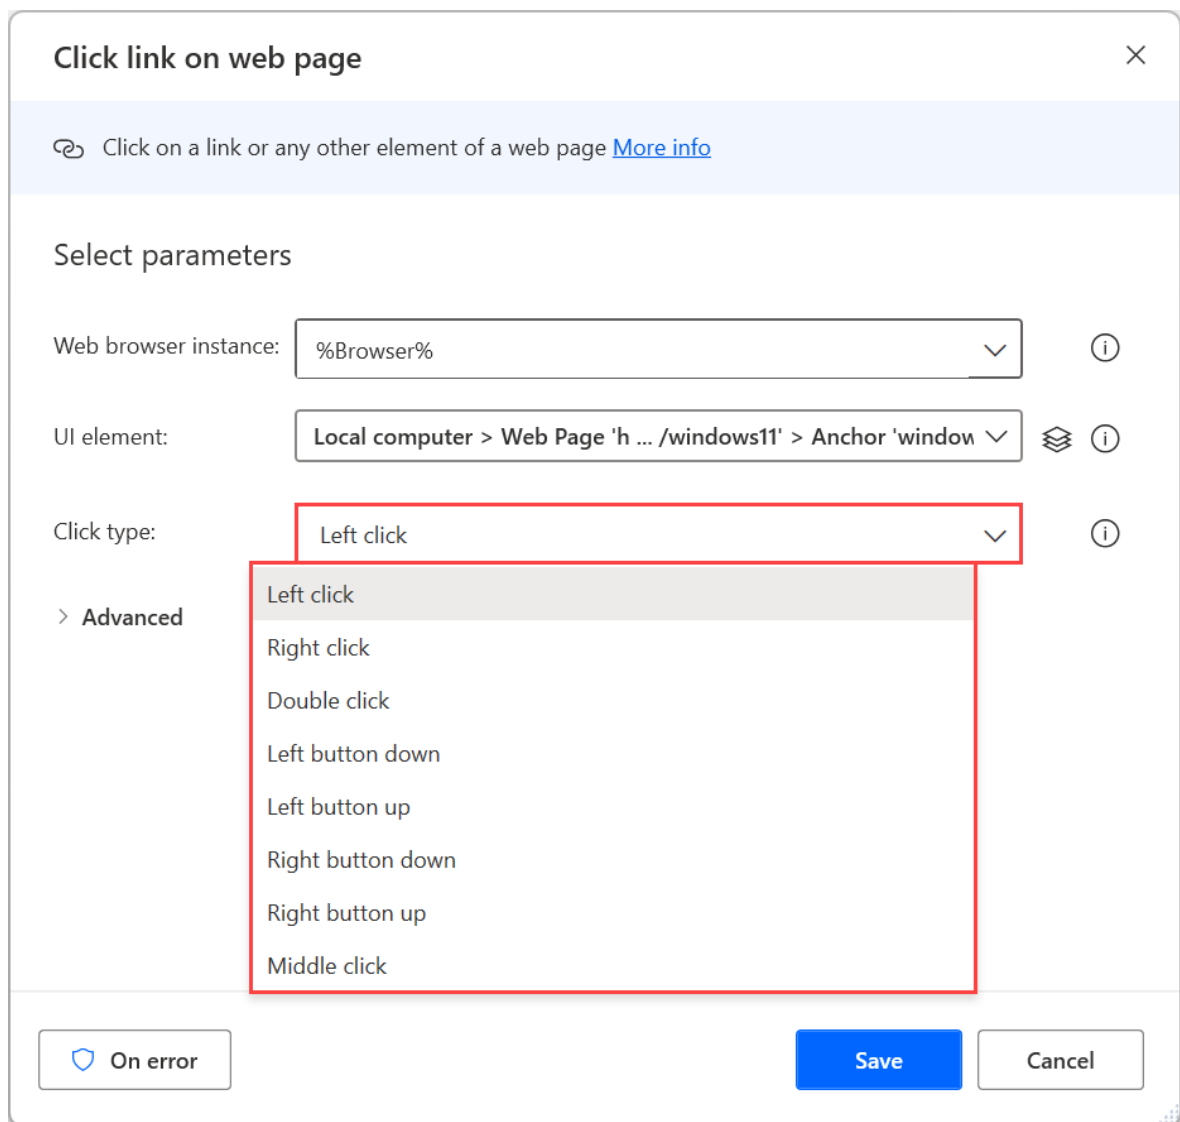 Click link on web page
Click on a link or any other element of a web page More info
Select parameters
Web browser instance: %Browser%
UI element: Local computer > Web Page 'h ... /windows11' > Anchor 'window
Click type: Left click
Left click
Advanced
Right click
Double click
Left button down
Left button up
Right button down
Right button up
Middle click
On error Save Cancel